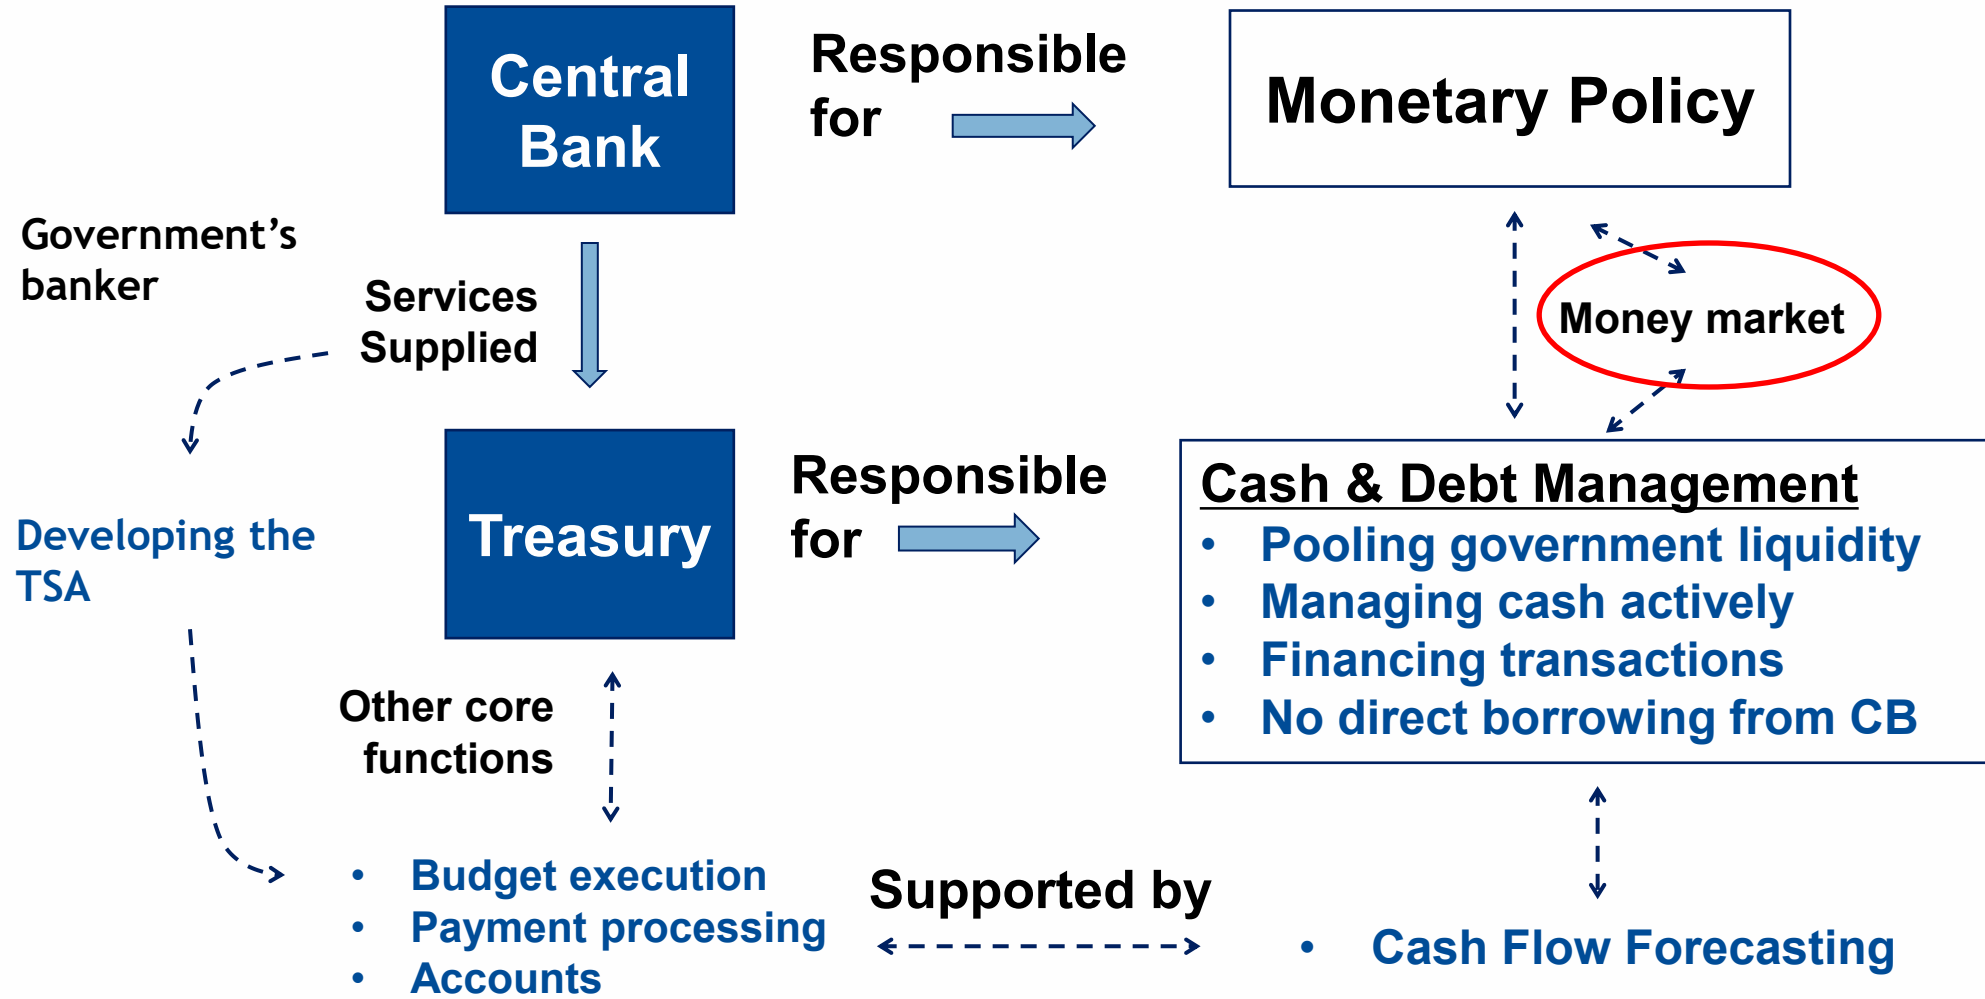 Central
Bank
Responsible
for
Monetary Policy
Government’s
banker
Services
Supplied
Money market
Developing the
TSA
Treasury
Responsible
for
Cash & Debt Management
• Pooling government liquidity
• Managing cash actively
• Financing transactions
• No direct borrowing from CB
Other core
functions
• Budget execution
• Payment processing
• Accounts
Supported by
• Cash Flow Forecasting